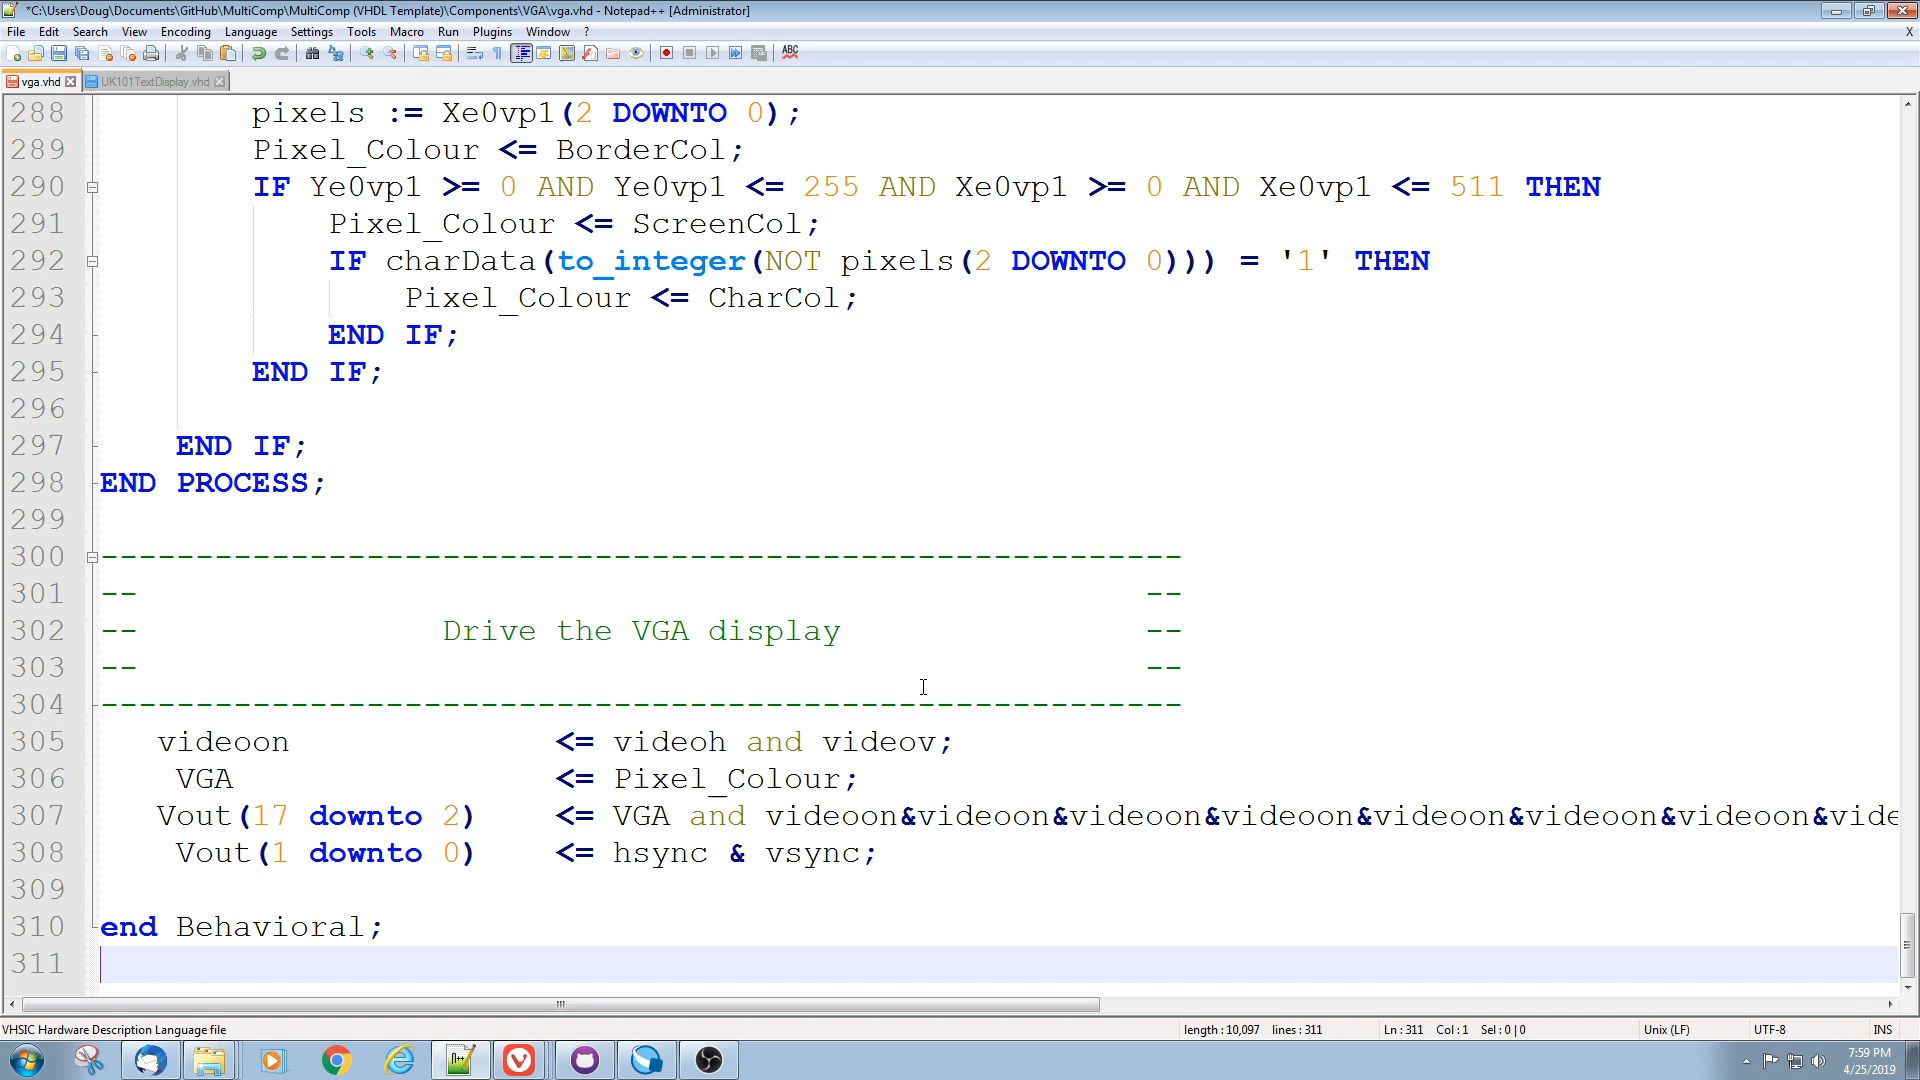 *C:\Users\Doug\Documents\GitHub\MultiComp\MultiComp (VHDL Template)\Components\VGA\vga.vhd - Notepad++ [Administrator]
File Edit Search View Encoding Language Settings Tools Macro Run Plugins Window ? X
vga.vhd UK101TextDisplay.vhd
288 pixels := Xe0vp1(2 DOWNTO 0);
289 Pixel_Colour <= BorderCol;
290 IF Ye0vp1 >= 0 AND Ye0vp1 <= 255 AND Xe0vp1 >= 0 AND Xe0vp1 <= 511 THEN
291 Pixel_Colour <= ScreenCol;
292 IF charData(to_integer(NOT pixels(2 DOWNTO 0))) = '1' THEN
293 Pixel_Colour <= CharCol;
294 END IF;
295 END IF;
296
297 END IF;
298 END PROCESS;
299
300 ---------------------------------------------------------
301 -- --
302 -- Drive the VGA display --
303 -- --
304 ---------------------------------------------------------
305 videoon <= videoh and videov;
306 VGA <= Pixel_Colour;
307 Vout(17 downto 2) <= VGA and videoon&videoon&videoon&videoon&videoon&videoon&videoon&vide
308 Vout(1 downto 0) <= hsync & vsync;
309
310 end Behavioral;
311
VHSIC Hardware Description Language file length : 10,097 lines : 311 Ln : 311 Col : 1 Sel : 0 | 0 Unix (LF) UTF-8 INS
7:59 PM
4/25/2019